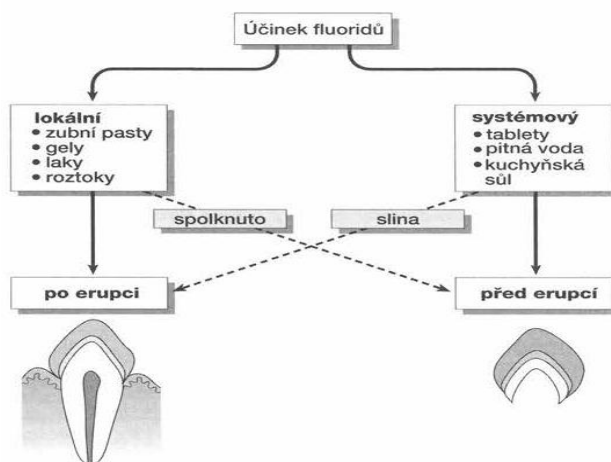 Účinek fluoridů
lokální
• zubní pasty
• gely
• laky
• roztoky
systémový
• tablety
• pitná voda
• kuchyňská
sůl
spolknuto
slina
po erupci
před erupcí